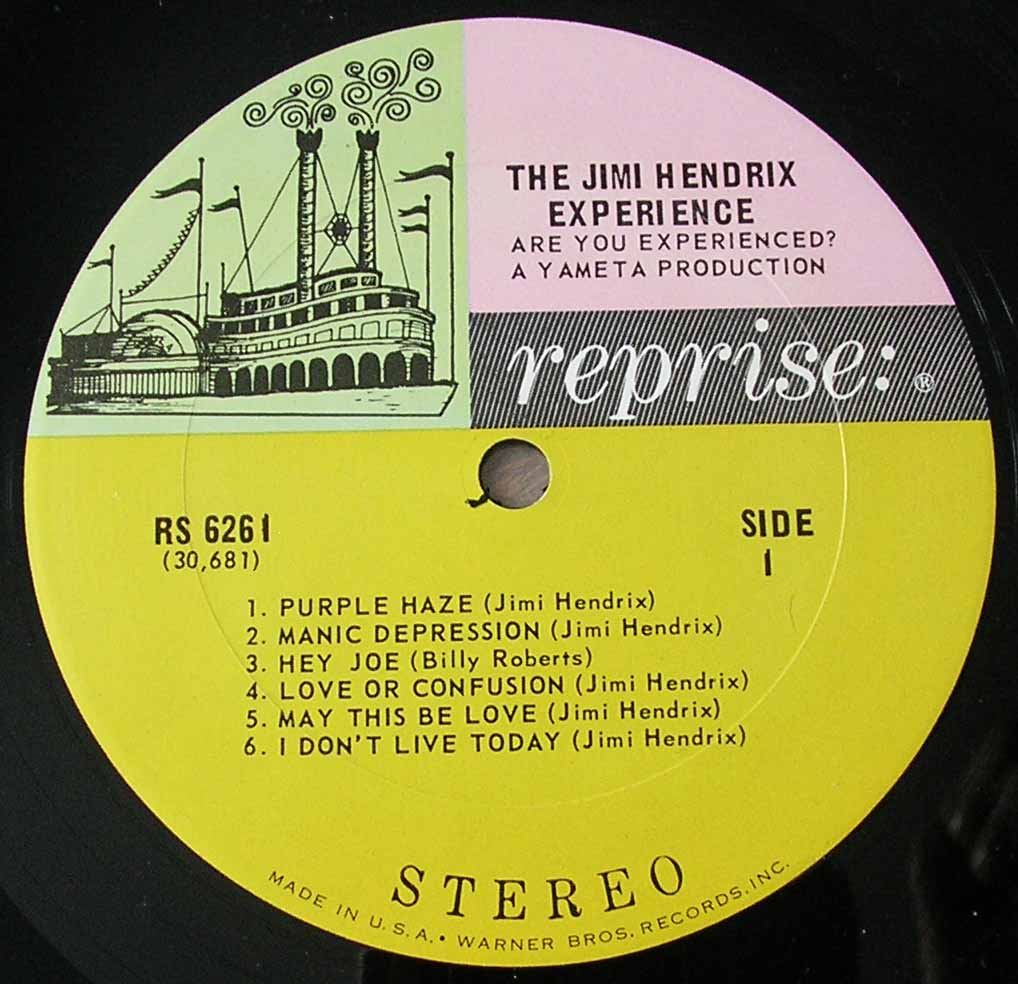 THE JIMI HENDRIX
EXPERIENCE
ARE YOU EXPERIENCED?
A YAMETA PRODUCTION
reprise: ®
RS 6261
(30,681)
SIDE
1
1. PURPLE HAZE (Jimi Hendrix)
2. MANIC DEPRESSION (Jimi Hendrix)
3. HEY JOE (Billy Roberts)
4. LOVE OR CONFUSION (Jimi Hendrix)
5. MAY THIS BE LOVE (Jimi Hendrix)
6. I DON'T LIVE TODAY (Jimi Hendrix)
STEREO
MADE IN U.S.A. • WARNER BROS. RECORDS, INC.